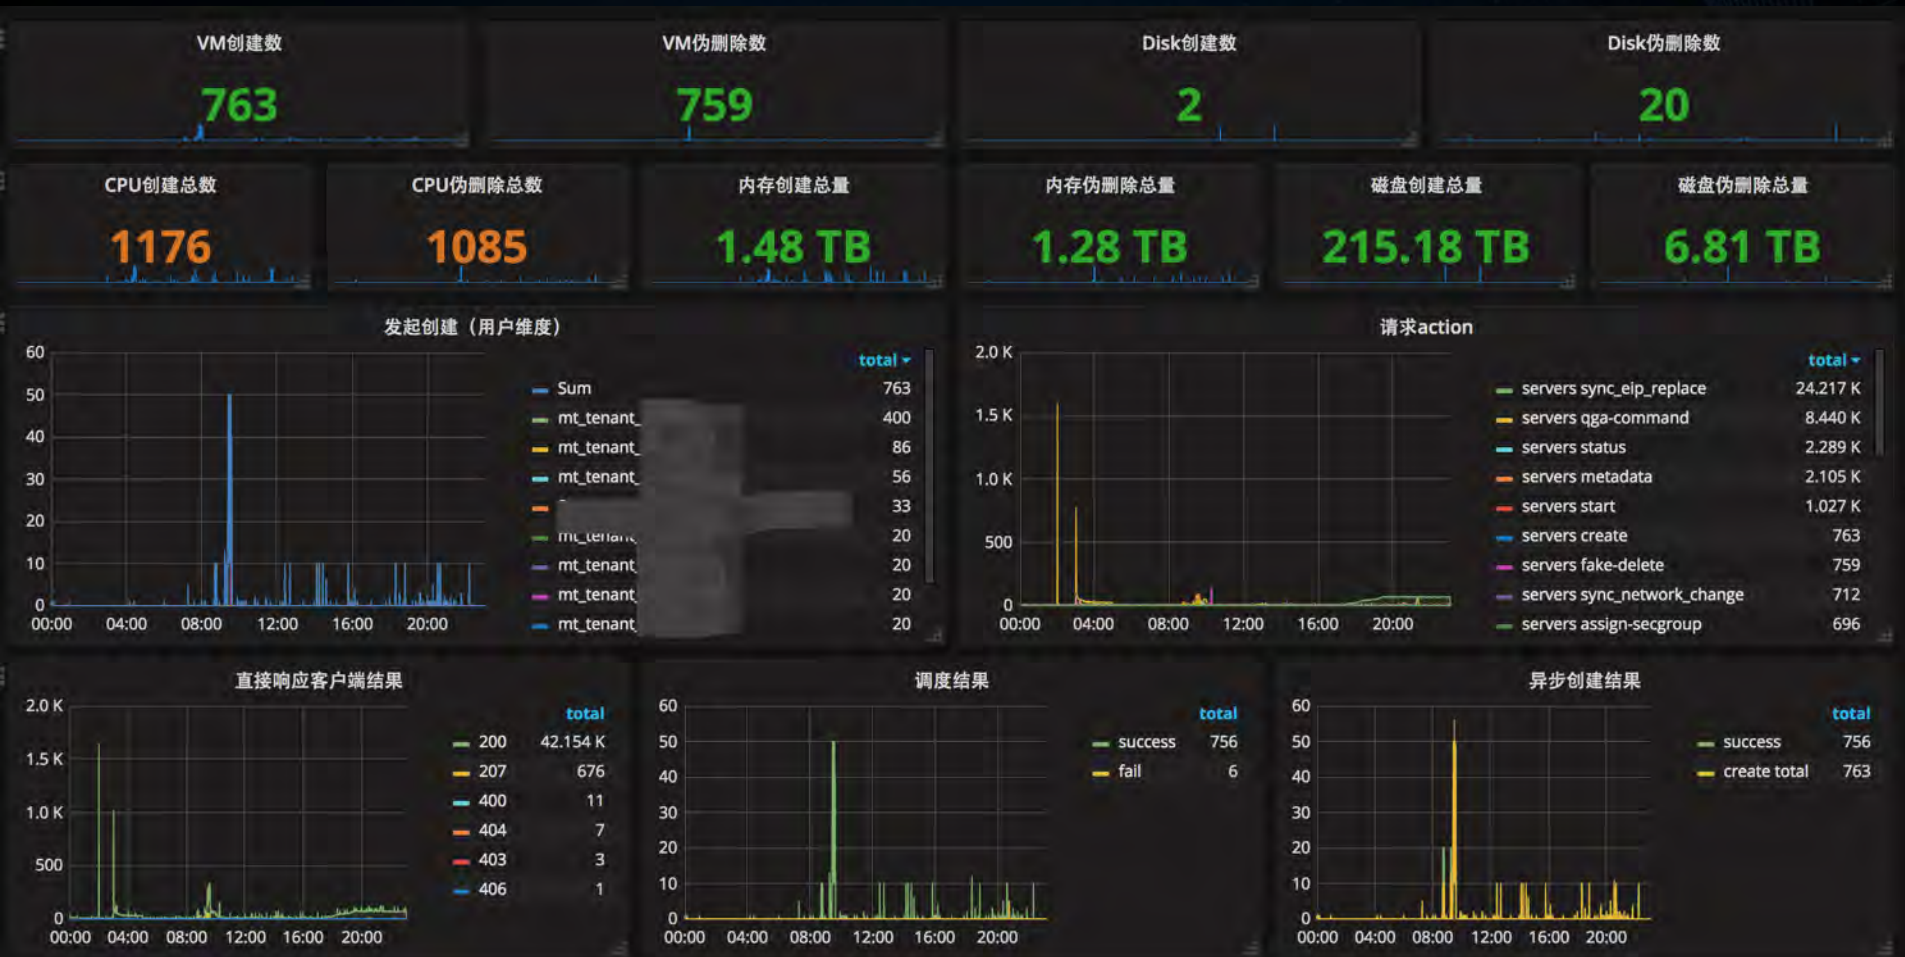 VM创建数
763
VM伪删除数
759
Disk创建数
2
Disk伪删除数
20
CPU创建总数
1176
CPU伪删除总数
1085
内存创建总量
1.48 TB
内存伪删除总量
1.28 TB
磁盘创建总量
215.18 TB
磁盘伪删除总量
6.81 TB
发起创建（用户维度）
60
50
40
30
20
10
0
00:00 04:00 08:00 12:00 16:00 20:00
total
Sum 763
mt_tenant_ 400
mt_tenant_ 86
mt_tenant_ 56
33
mt_tenant_ 20
mt_tenant_ 20
mt_tenant_ 20
mt_tenant_ 20
请求action
2.0 K
1.5 K
1.0 K
500
0
00:00 04:00 08:00 12:00 16:00 20:00
total
servers sync_eip_replace 24.217 K
servers qga-command 8.440 K
servers status 2.289 K
servers metadata 2.105 K
servers start 1.027 K
servers create 763
servers fake-delete 759
servers sync_network_change 712
servers assign-secgroup 696
直接响应客户端结果
2.0 K
1.5 K
1.0 K
500
0
00:00 04:00 08:00 12:00 16:00 20:00
total
200 42.154 K
207 676
400 11
404 7
403 3
406 1
调度结果
60
50
40
30
20
10
0
00:00 04:00 08:00 12:00 16:00 20:00
total
success 756
fail 6
异步创建结果
60
50
40
30
20
10
0
00:00 04:00 08:00 12:00 16:00 20:00
total
success 756
create total 763